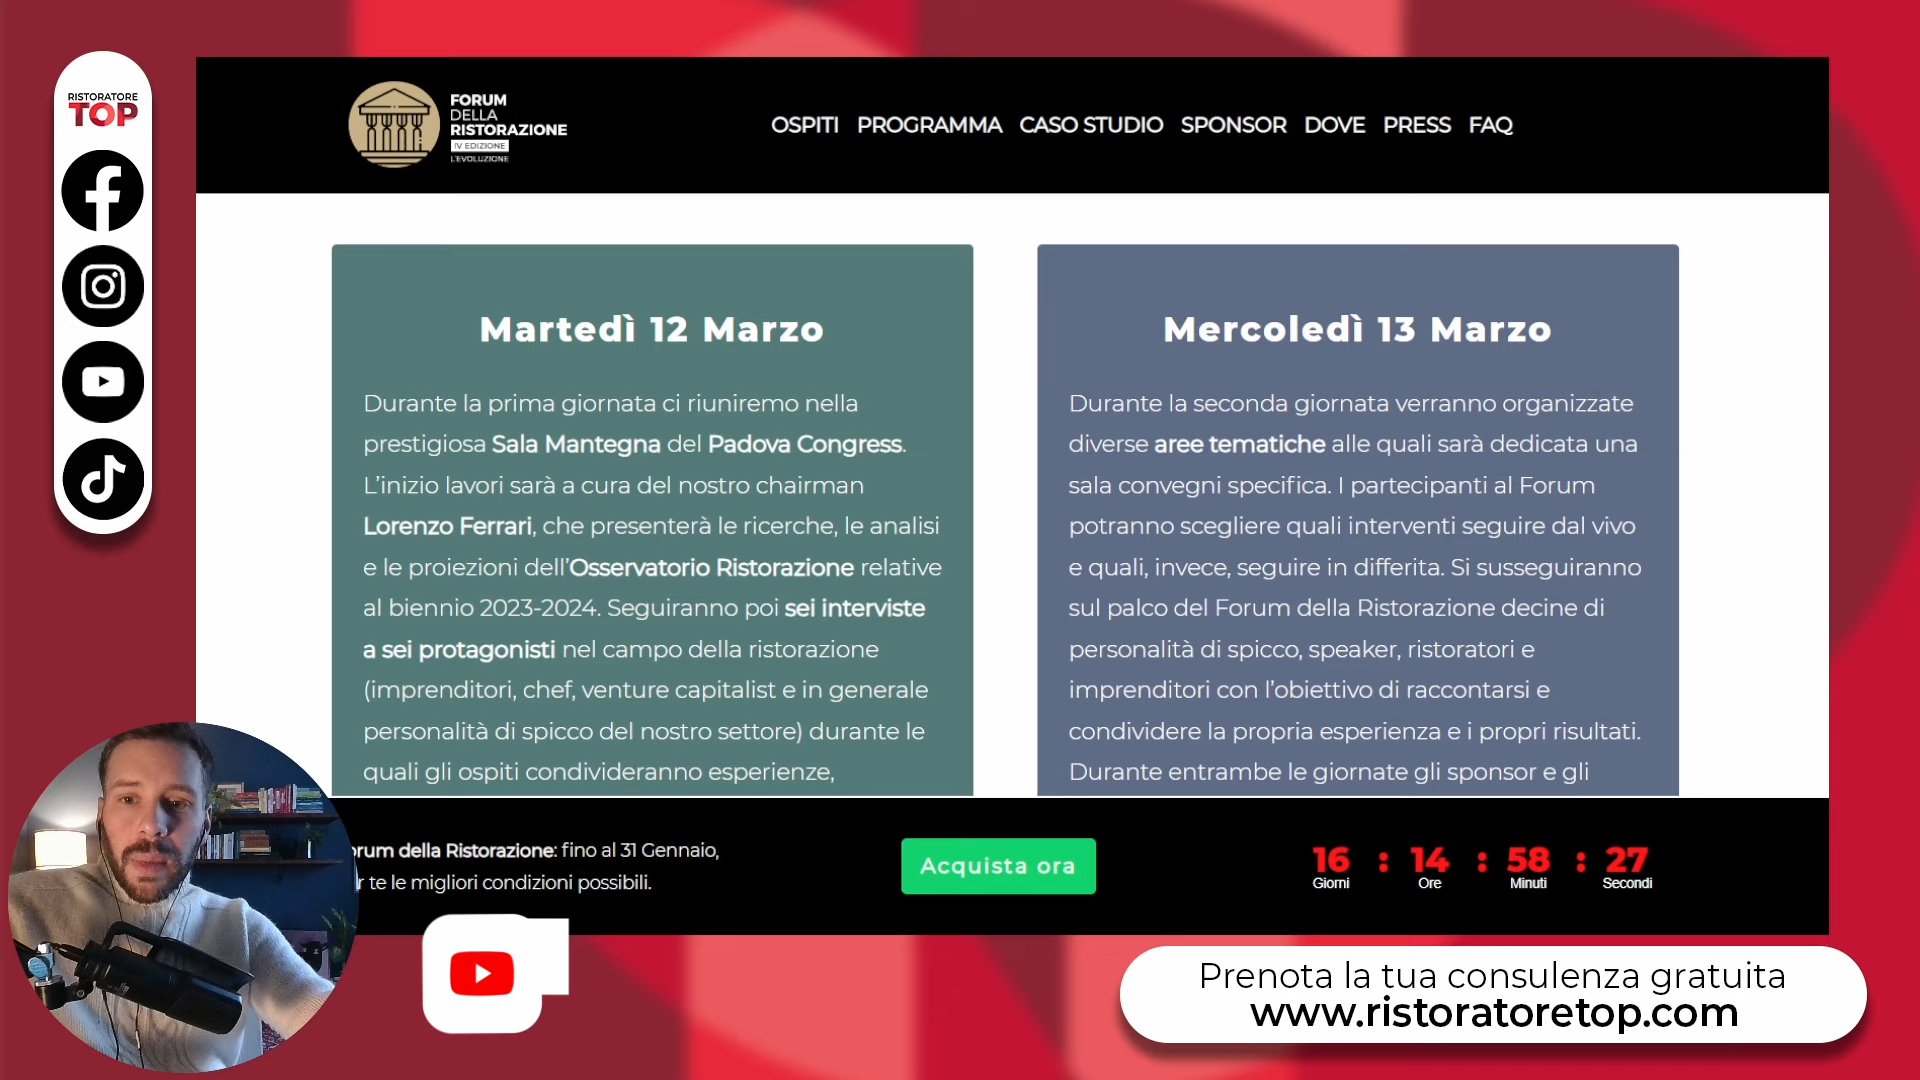 RISTORATORE
TOP
FORUM
DELLA
RISTORAZIONE
IV EDIZIONE
L'EVOLUZIONE
OSPITI PROGRAMMA CASO STUDIO SPONSOR DOVE PRESS FAQ
Martedì 12 Marzo
Durante la prima giornata ci riuniremo nella
prestigiosa Sala Mantegna del Padova Congress.
L'inizio lavori sarà a cura del nostro chairman
Lorenzo Ferrari, che presenterà le ricerche, le analisi
e le proiezioni dell'Osservatorio Ristorazione relative
al biennio 2023-2024. Seguiranno poi sei interviste
a sei protagonisti nel campo della ristorazione
(imprenditori, chef, venture capitalist e in generale
personalità di spicco del nostro settore) durante le
quali gli ospiti condivideranno esperienze,
Mercoledì 13 Marzo
Durante la seconda giornata verranno organizzate
diverse aree tematiche alle quali sarà dedicata una
sala convegni specifica. I partecipanti al Forum
potranno scegliere quali interventi seguire dal vivo
e quali, invece, seguire in differita. Si susseguiranno
sul palco del Forum della Ristorazione decine di
personalità di spicco, speaker, ristoratori e
imprenditori con l'obiettivo di raccontarsi e
condividere la propria esperienza e i propri risultati.
Durante entrambe le giornate gli sponsor e gli
orum della Ristorazione: fino al 31 Gennaio,
r te le migliori condizioni possibili.
Acquista ora
16 : 14 : 58 : 27
Giorni Ore Minuti Secondi
Prenota la tua consulenza gratuita
www.ristoratoretop.com